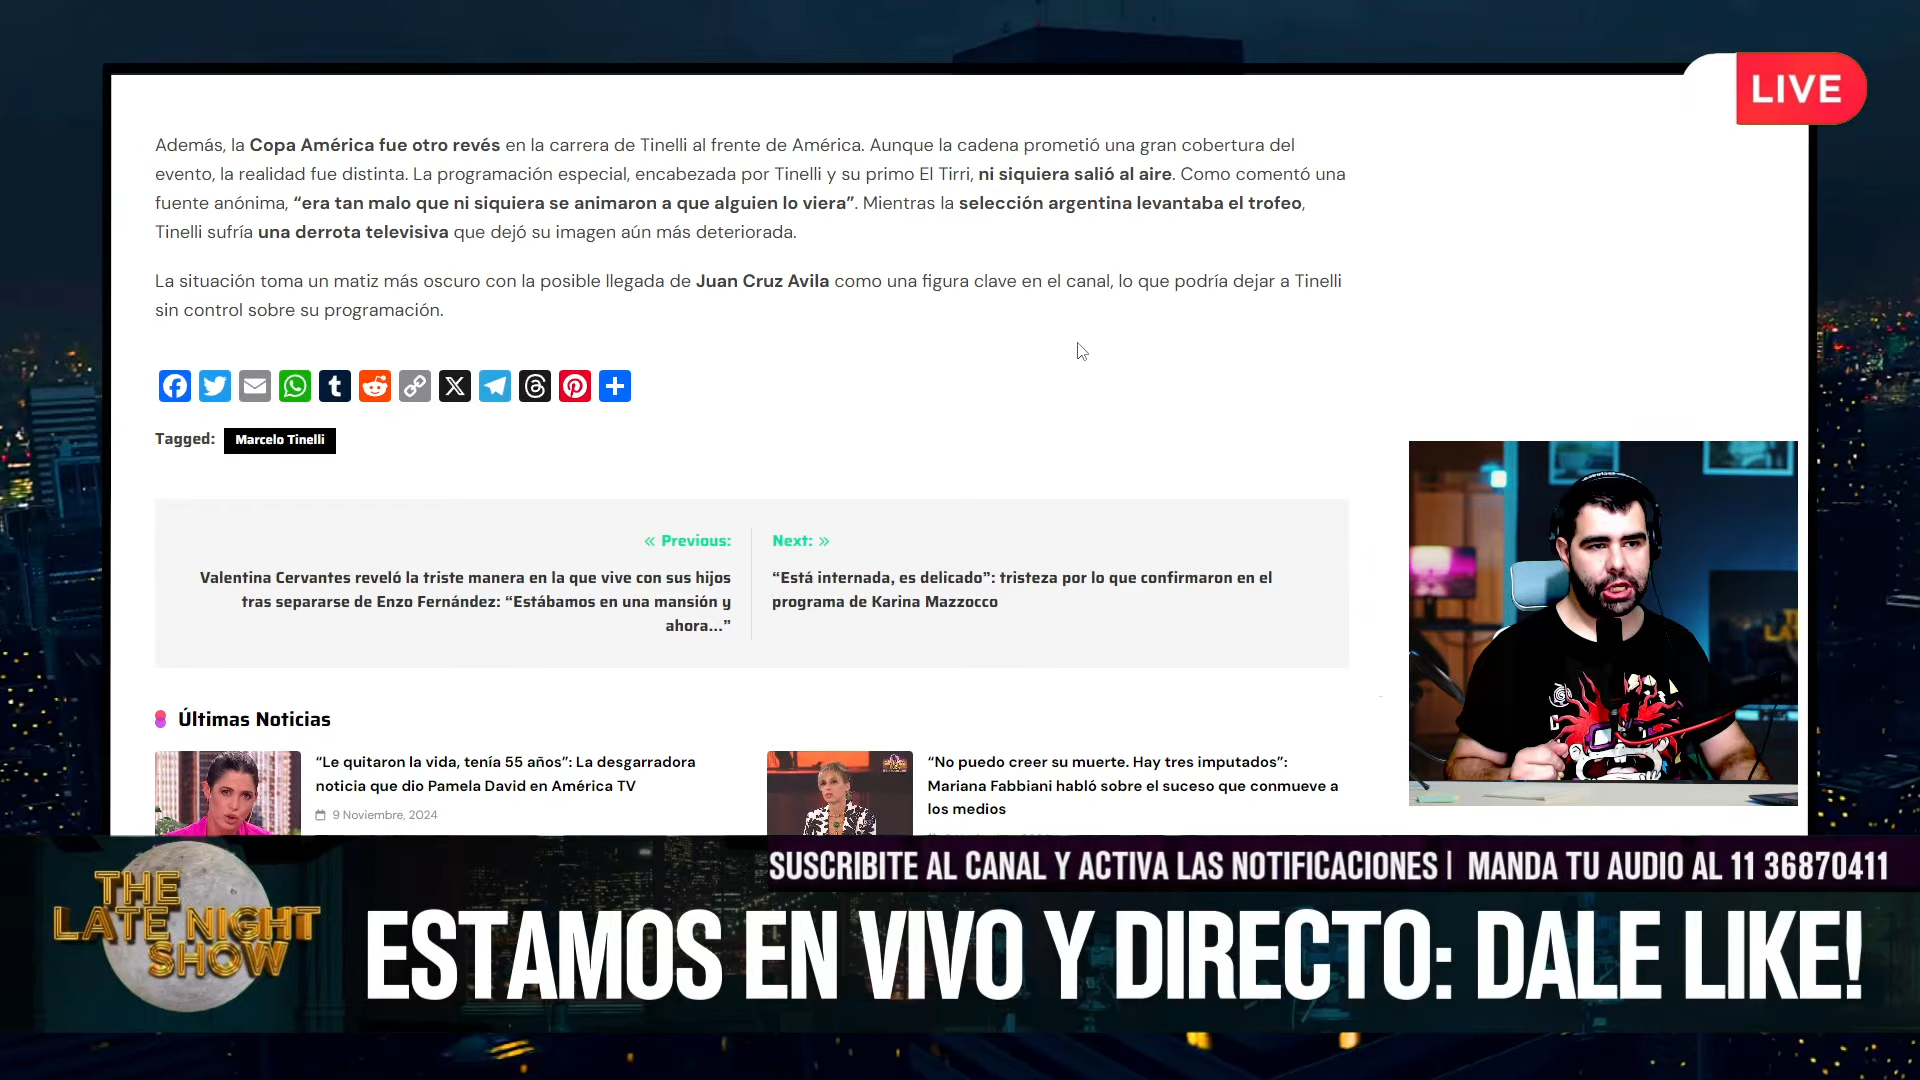 LIVE
Además, la Copa América fue otro revés en la carrera de Tinelli al frente de América. Aunque la cadena prometió una gran cobertura del
evento, la realidad fue distinta. La programación especial, encabezada por Tinelli y su primo El Tirri, ni siquiera salió al aire. Como comentó una
fuente anónima, “era tan malo que ni siquiera se animaron a que alguien lo viera”. Mientras la selección argentina levantaba el trofeo,
Tinelli sufría una derrota televisiva que dejó su imagen aún más deteriorada.
La situación toma un matiz más oscuro con la posible llegada de Juan Cruz Avila como una figura clave en el canal, lo que podría dejar a Tinelli
sin control sobre su programación.
Tagged: Marcelo Tinelli
« Previous:
Valentina Cervantes reveló la triste manera en la que vive con sus hijos
tras separarse de Enzo Fernández: “Estábamos en una mansión y
ahora…”
Next: »
“Está internada, es delicado”: tristeza por lo que confirmaron en el
programa de Karina Mazzocco
Últimas Noticias
“Le quitaron la vida, tenía 55 años”: La desgarradora
noticia que dio Pamela David en América TV
9 Noviembre, 2024
“No puedo creer su muerte. Hay tres imputados”:
Mariana Fabbiani habló sobre el suceso que conmueve a
los medios
SUSCRIBITE AL CANAL Y ACTIVA LAS NOTIFICACIONES | MANDA TU AUDIO AL 11 36870411
THE
LATE NIGHT
SHOW
ESTAMOS EN VIVO Y DIRECTO: DALE LIKE!